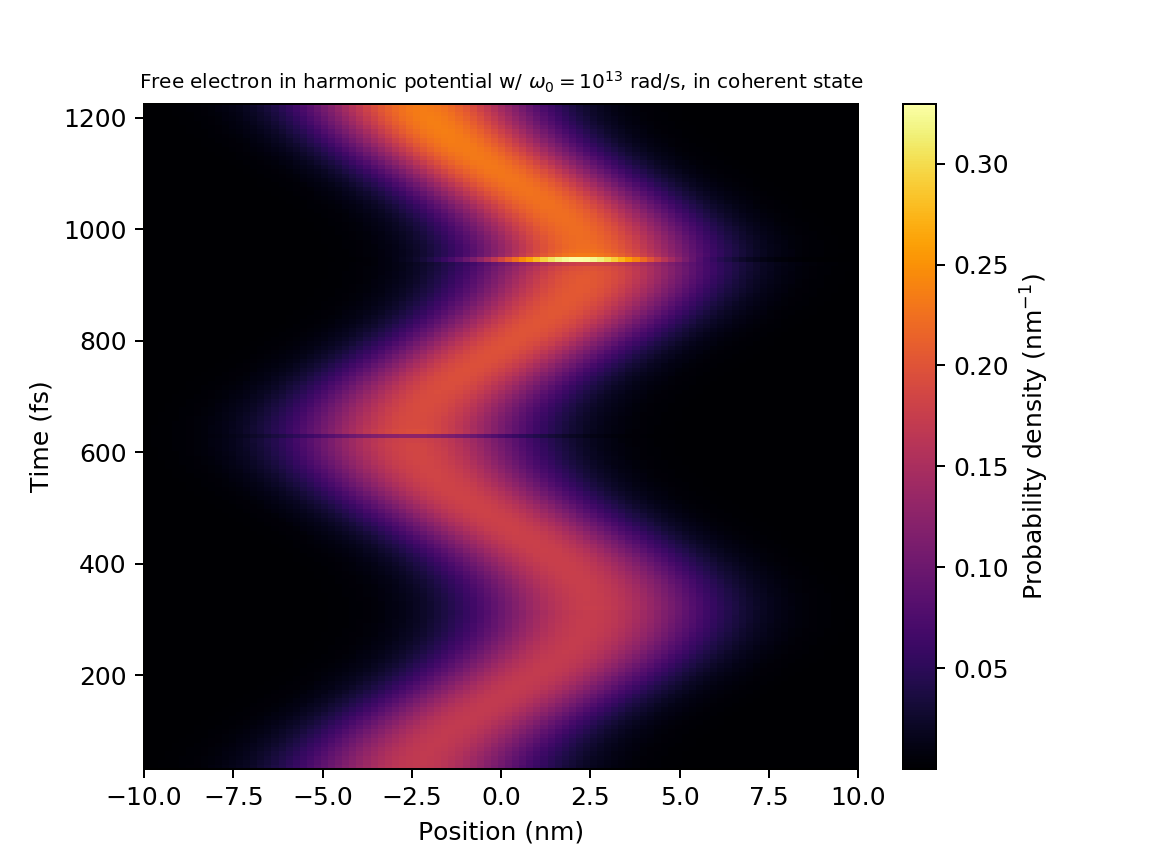 Free electron in harmonic potential w/ ω₀ = 10¹³ rad/s, in coherent state
1200
1000
800
600
400
200
Time (fs)
−10.0 −7.5 −5.0 −2.5 0.0 2.5 5.0 7.5 10.0
Position (nm)
0.30
0.25
0.20
0.15
0.10
0.05
Probability density (nm⁻¹)